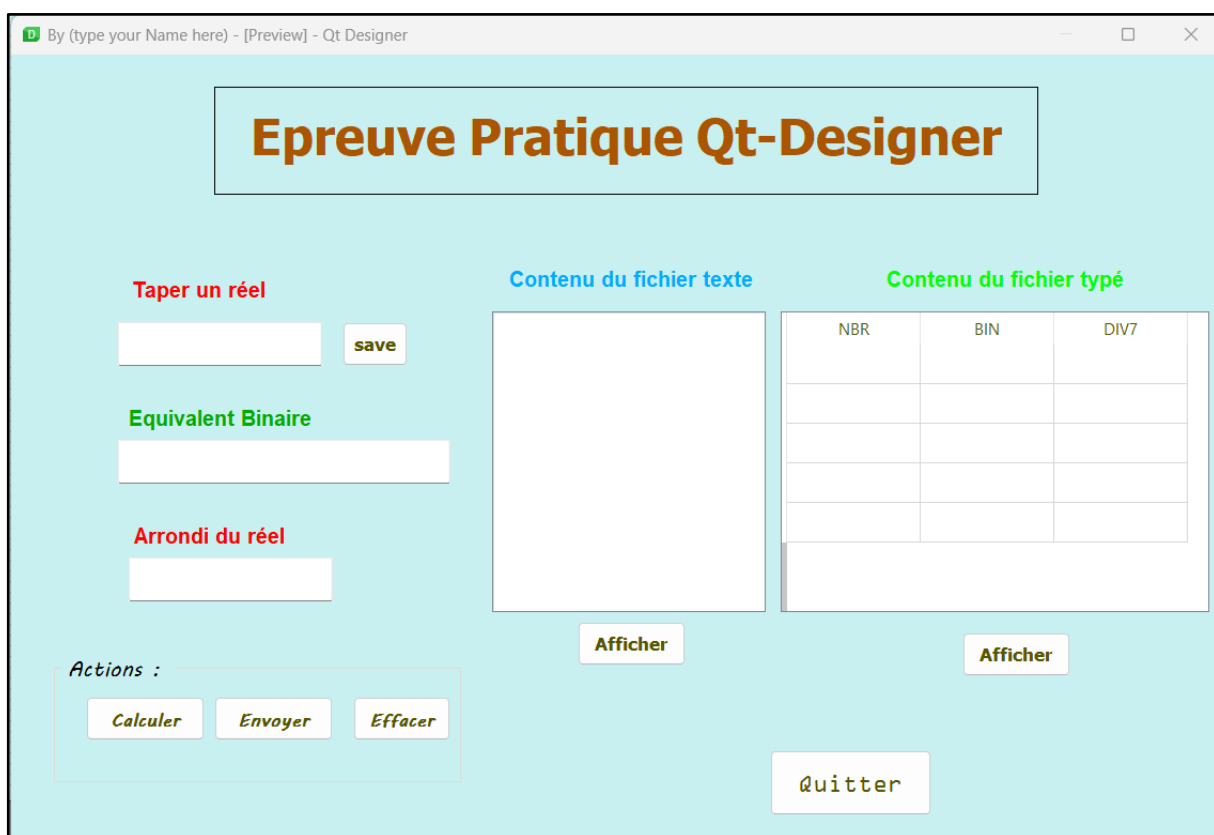 By (type your Name here) - [Preview] - Qt Designer
Epreuve Pratique Qt-Designer
Taper un réel
save
Equivalent Binaire
Arrondi du réel
Actions :
Calculer Envoyer Effacer
Contenu du fichier texte
Afficher
Contenu du fichier typé
NBR BIN DIV7
Afficher
Quitter